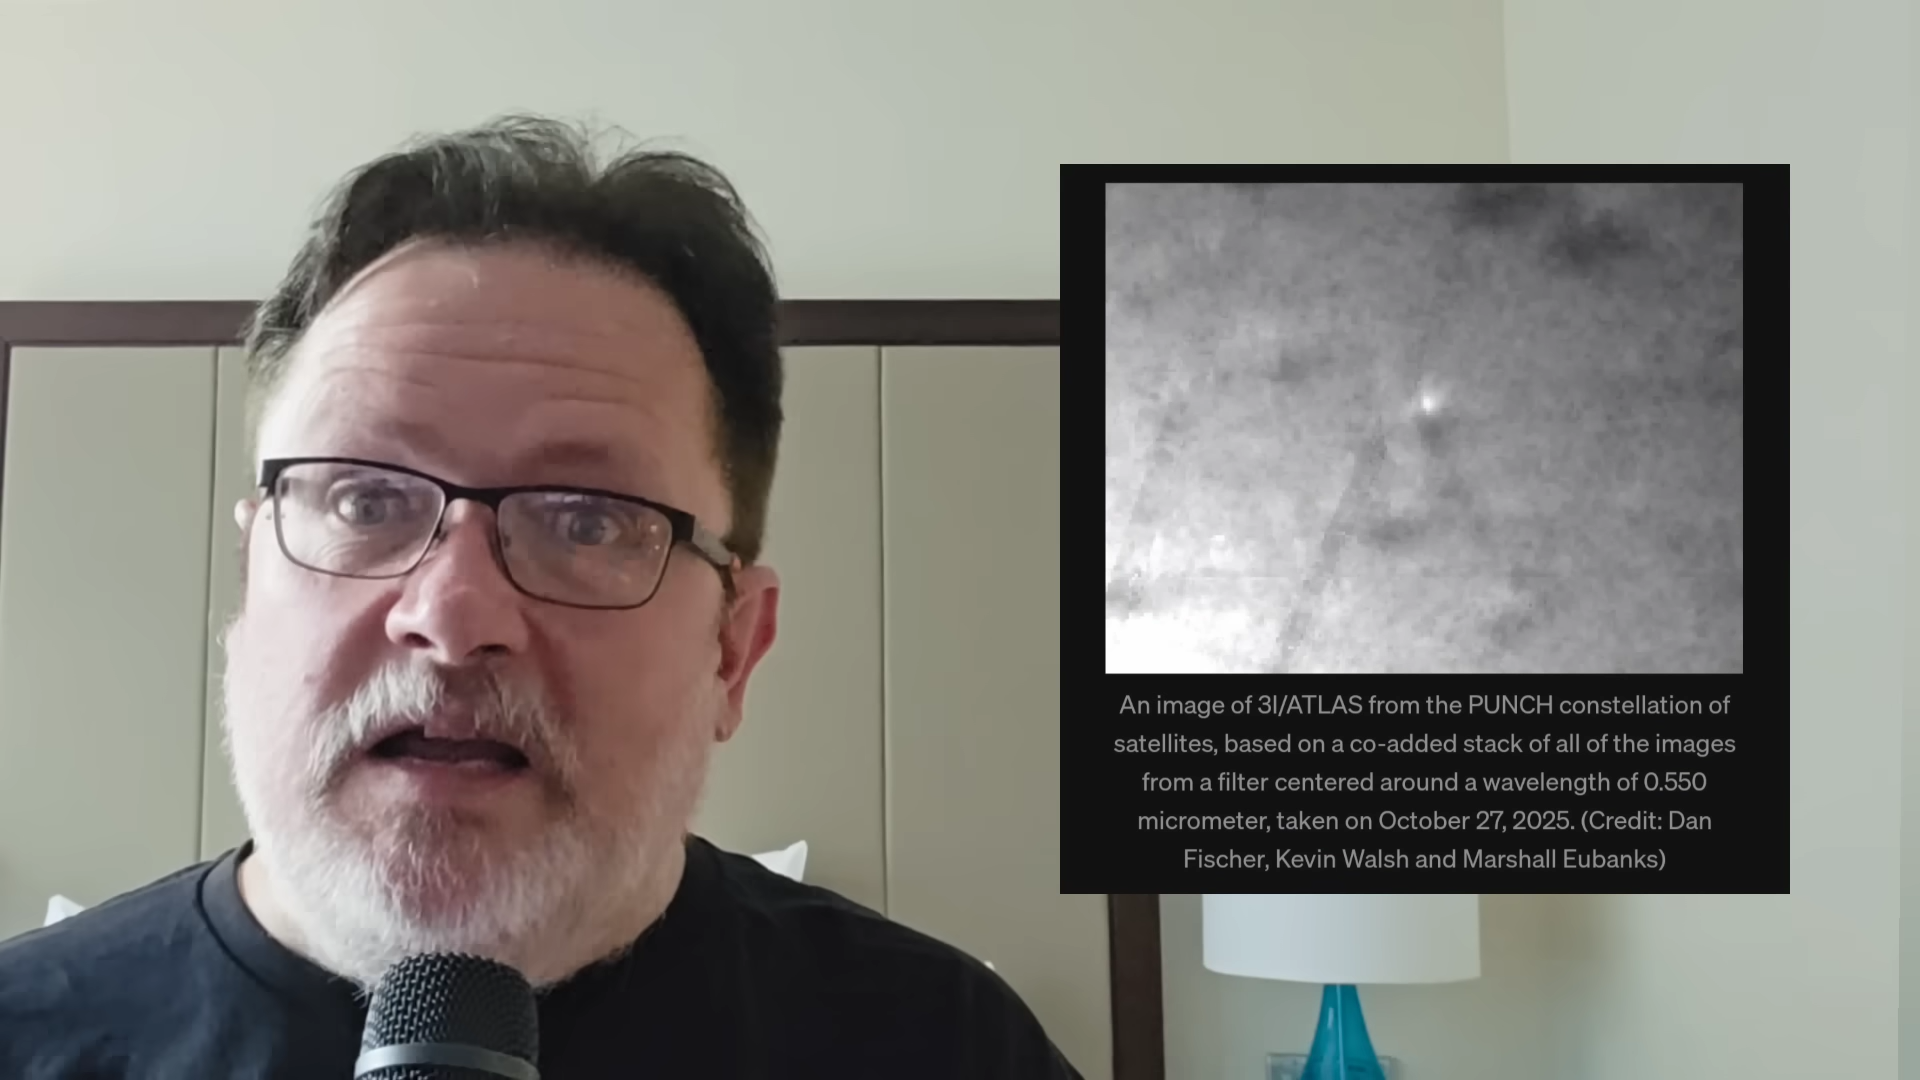 An image of 3I/ATLAS from the PUNCH constellation of
satellites, based on a co-added stack of all of the images
from a filter centered around a wavelength of 0.550
micrometer, taken on October 27, 2025. (Credit: Dan
Fischer, Kevin Walsh and Marshall Eubanks)